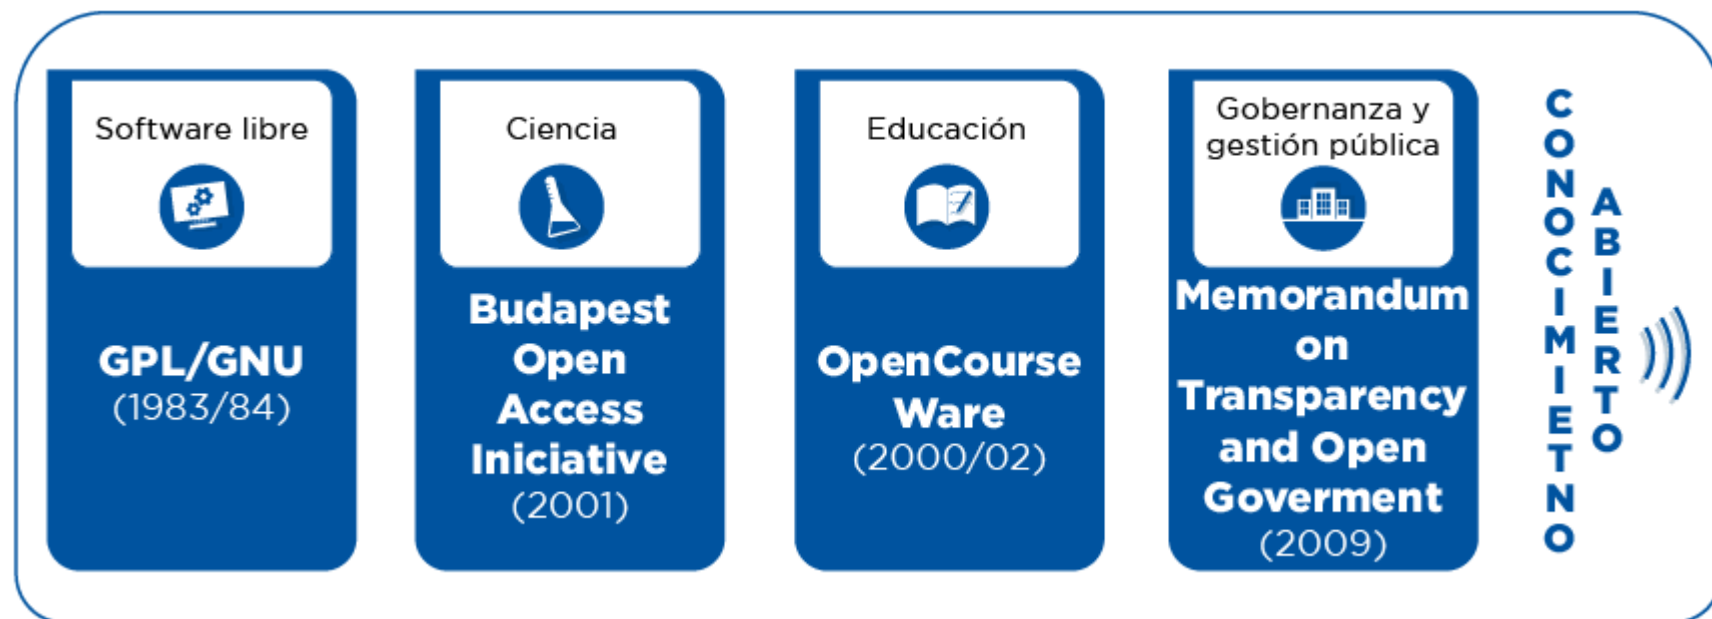 Software libre
GPL/GNU
(1983/84)
Ciencia
Budapest
Open
Access
Iniciative
(2001)
Educación
OpenCourse
Ware
(2000/02)
Gobernanza y
gestión pública
Memorandum
on
Transparency
and Open
Goverment
(2009)
CONOCIMIETNO
ABIERTO